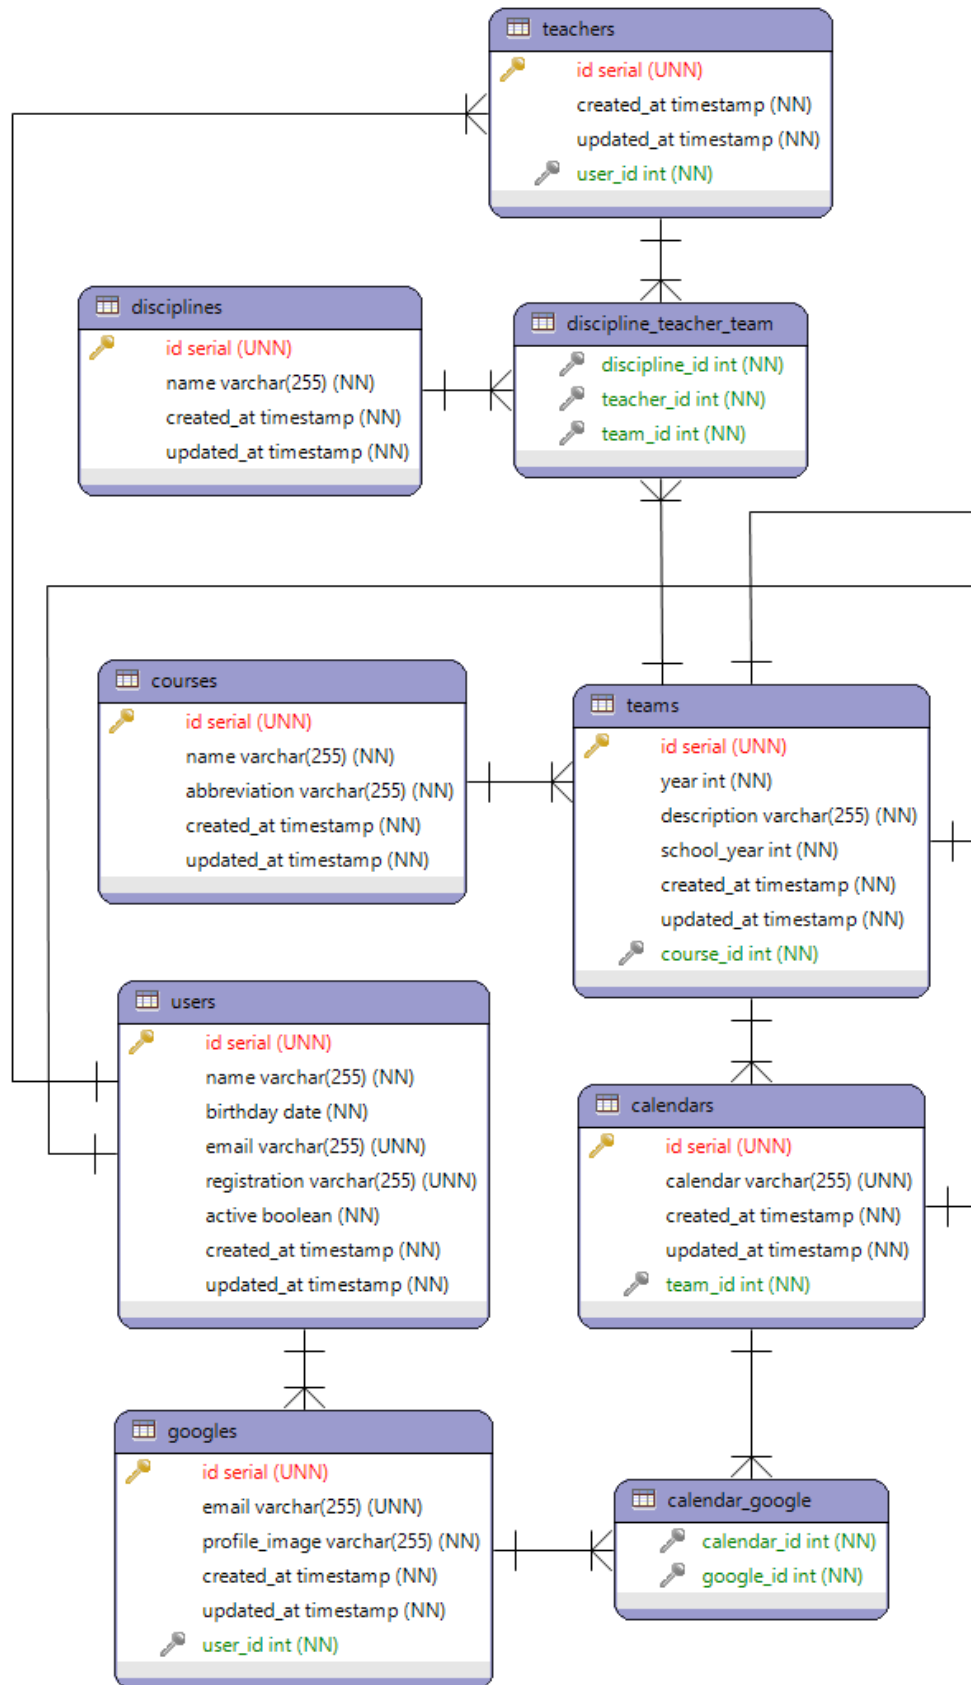 teachers
id serial (UNN)
created_at timestamp (NN)
updated_at timestamp (NN)
user_id int (NN)
disciplines
id serial (UNN)
name varchar(255) (NN)
created_at timestamp (NN)
updated_at timestamp (NN)
discipline_teacher_team
discipline_id int (NN)
teacher_id int (NN)
team_id int (NN)
courses
id serial (UNN)
name varchar(255) (NN)
abbreviation varchar(255) (NN)
created_at timestamp (NN)
updated_at timestamp (NN)
teams
id serial (UNN)
year int (NN)
description varchar(255) (NN)
school_year int (NN)
created_at timestamp (NN)
updated_at timestamp (NN)
course_id int (NN)
users
id serial (UNN)
name varchar(255) (NN)
birthday date (NN)
email varchar(255) (UNN)
registration varchar(255) (UNN)
active boolean (NN)
created_at timestamp (NN)
updated_at timestamp (NN)
calendars
id serial (UNN)
calendar varchar(255) (UNN)
created_at timestamp (NN)
updated_at timestamp (NN)
team_id int (NN)
googles
id serial (UNN)
email varchar(255) (UNN)
profile_image varchar(255) (NN)
created_at timestamp (NN)
updated_at timestamp (NN)
user_id int (NN)
calendar_google
calendar_id int (NN)
google_id int (NN)